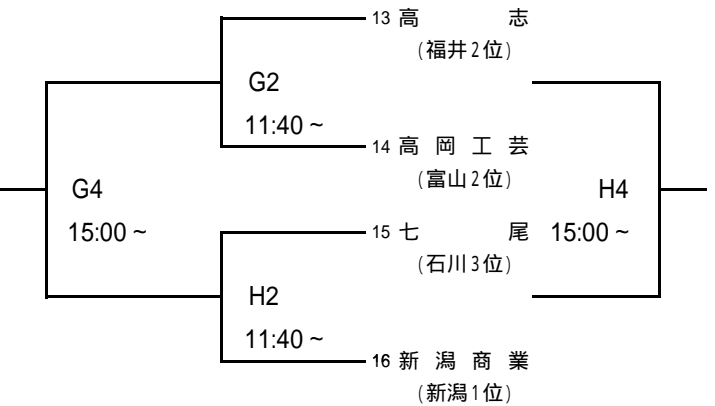 13 高志
(福井2位)
G2
11:40 ~
14 高岡工芸
(富山2位)
G4
15:00 ~
H4
15:00 ~
15 七尾
(石川3位)
H2
11:40 ~
16 新潟商業
(新潟1位)